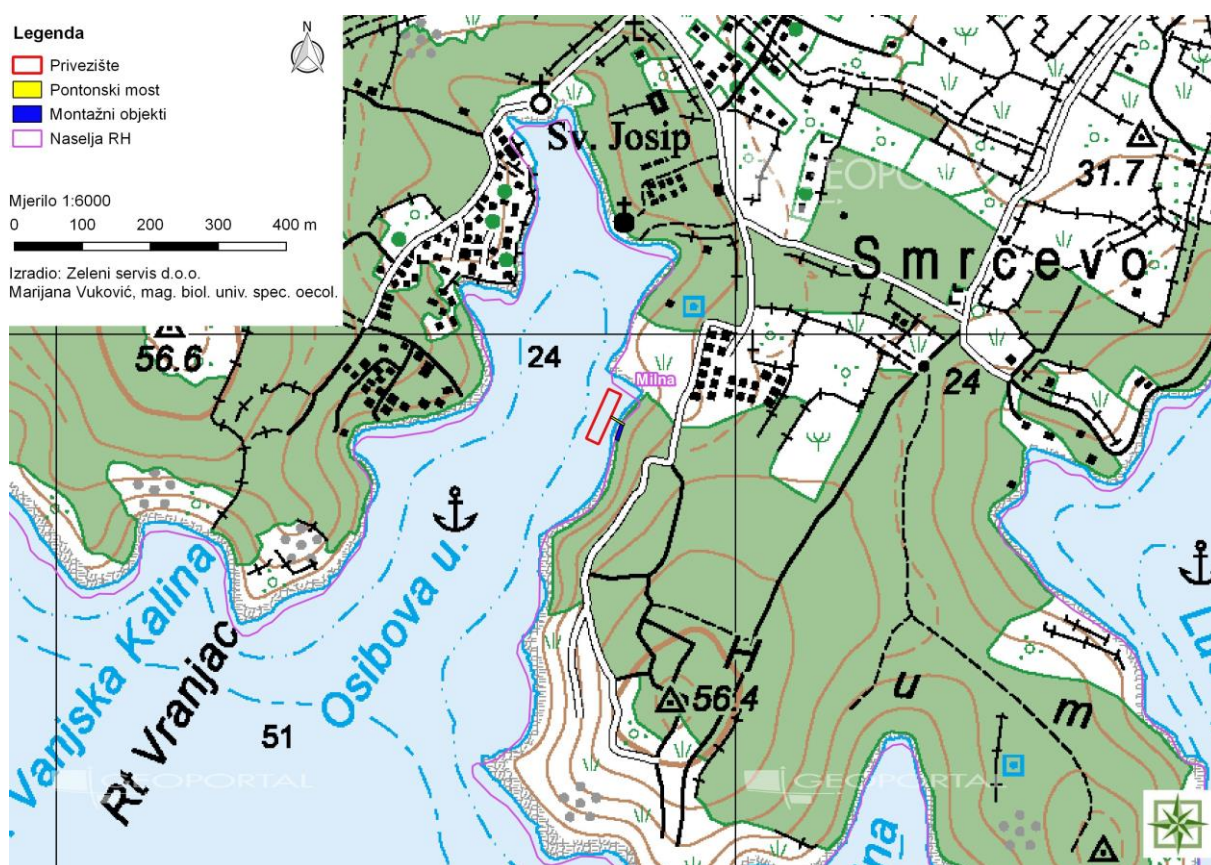 Legenda
Privezište
Pontonski most
Montažni objekti
Naselja RH
N
Mjerilo 1:6000
0 100 200 300 400 m
Izradio: Zeleni servis d.o.o.
Marijana Vuković, mag. biol. univ. spec. oecol.
Sv. Josip
31.7
Smrčevo
56.6
24
24
Milna
Osibova u.
Vanjska Kalina
Rt Vranjac
51
56.4
Hum
GEOPORTAL
GEOPORTAL